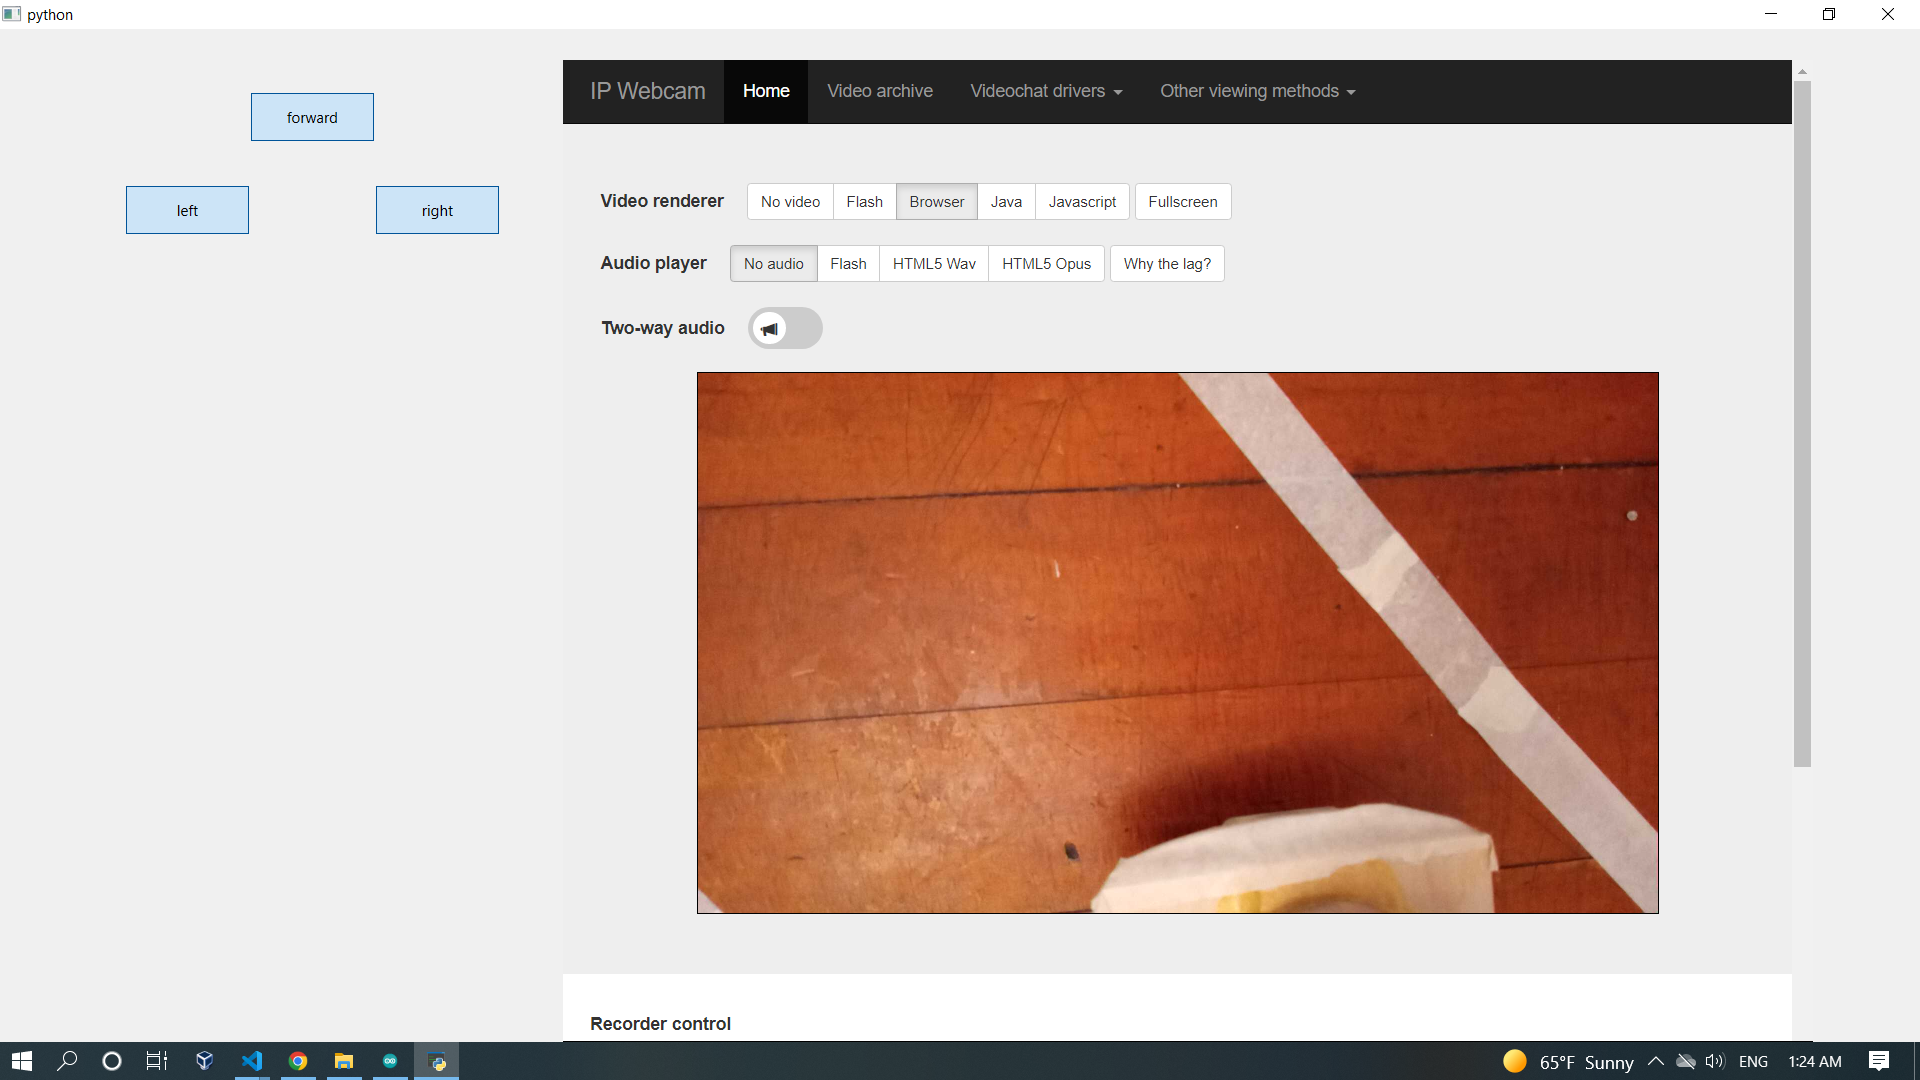 python
forward
left right
IP Webcam Home Video archive Videochat drivers Other viewing methods
Video renderer No video Flash Browser Java Javascript Fullscreen
Audio player No audio Flash HTML5 Wav HTML5 Opus Why the lag?
Two-way audio
Recorder control
65°F Sunny ENG 1:24 AM